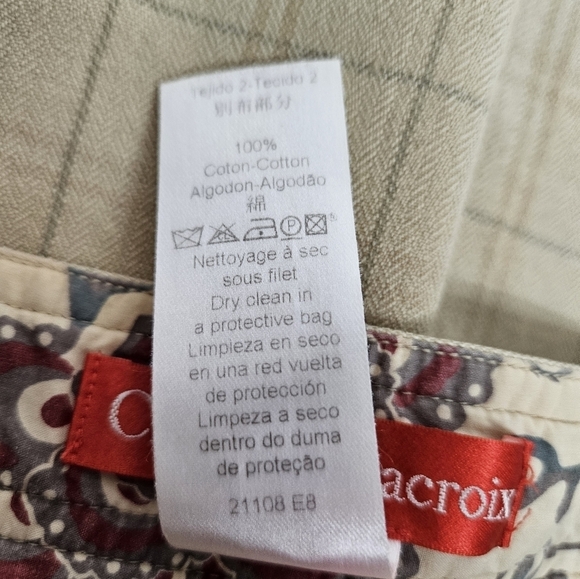 Tejido 2-Tecido 2
別布部分
100%
Coton-Cotton
Algodon-Algodão
綿
P
Nettoyage à sec
sous filet
Dry clean in
a protective bag
Limpieza en seco
en una red vuelta
de protección
Limpeza a seco
dentro do duma
de proteção
21108 E8
C
acroix